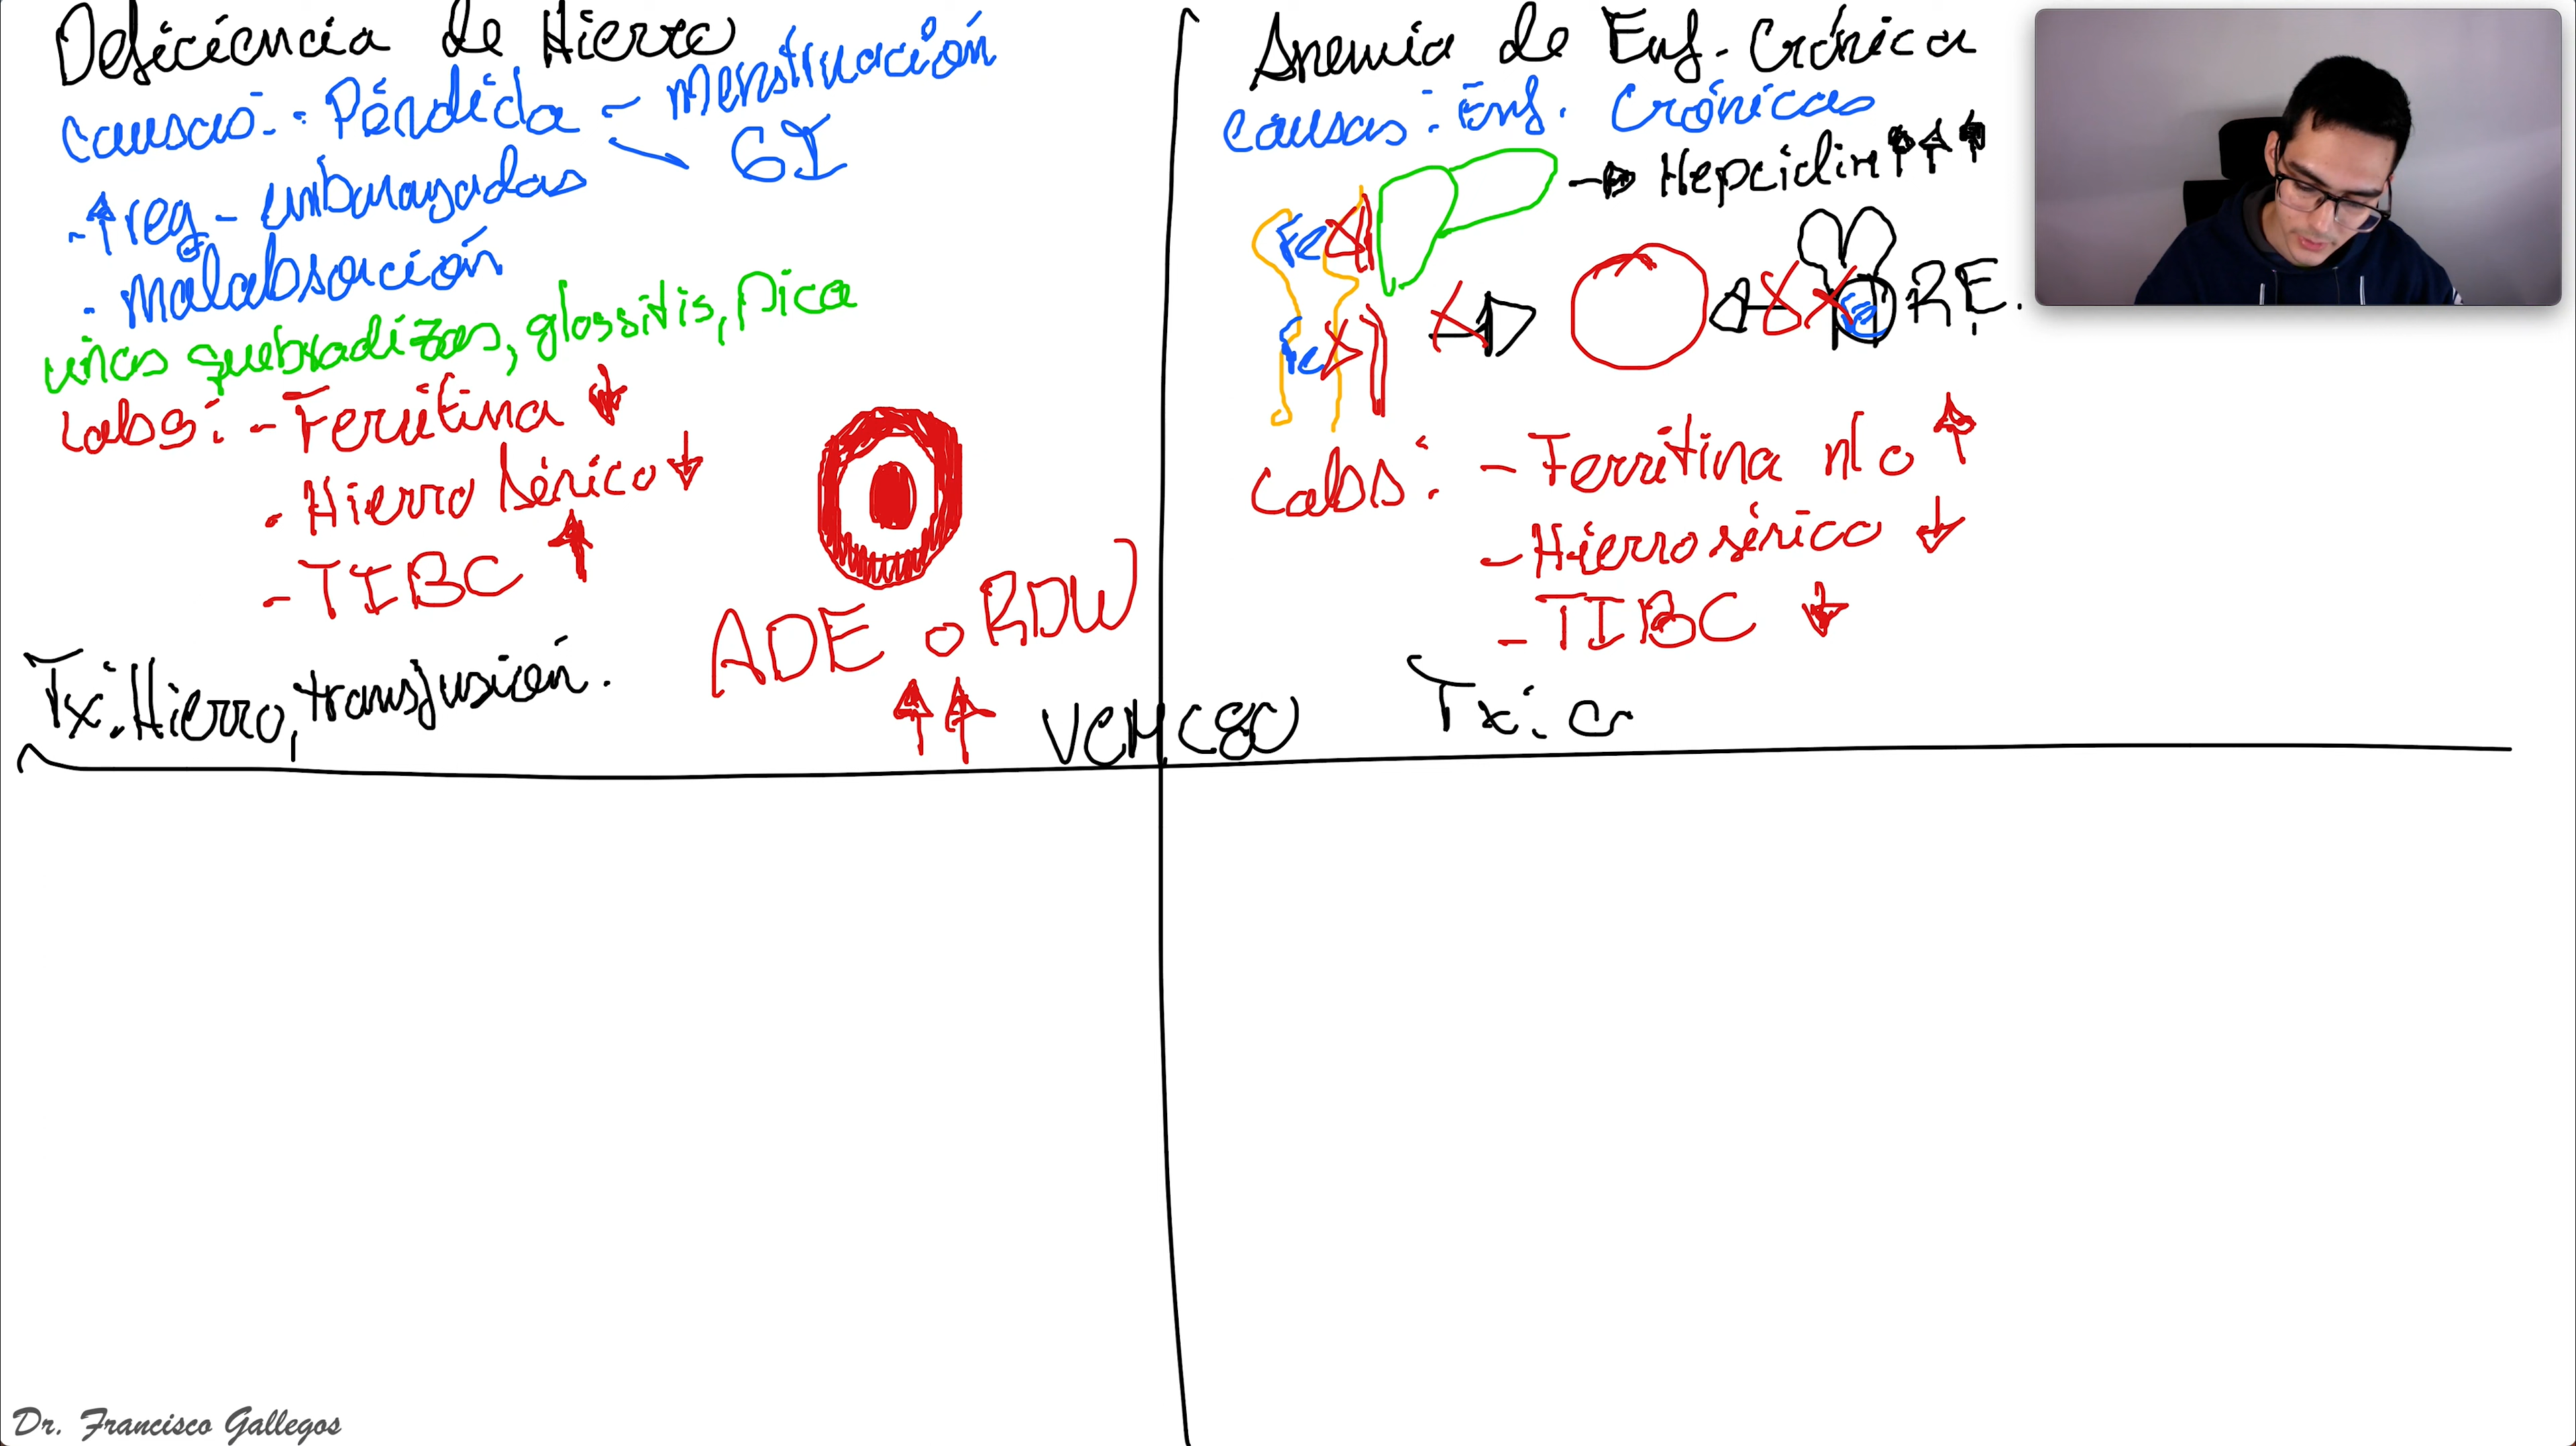 Deficiencia de Hierro
Causas: - Pérdida - menstruación
GI
- ↑ req - embarazadas
- malabsorción
uñas quebradizas, glossitis, pica
Labs: - Ferritina ↓
- Hierro sérico ↓
- TIBC ↑
ADE o RDW
↑↑
Tx: Hierro, transfusión.
VCM <80
Anemia de Enf. Crónica
Causas: Enf. Crónicas
→ Hepcidin ↑↑↑
Fe
Fe
Fe
R.E.
Labs: - Ferritina n/o ↑
- Hierro sérico ↓
- TIBC ↓
Tx:
Dr. Francisco Gallegos